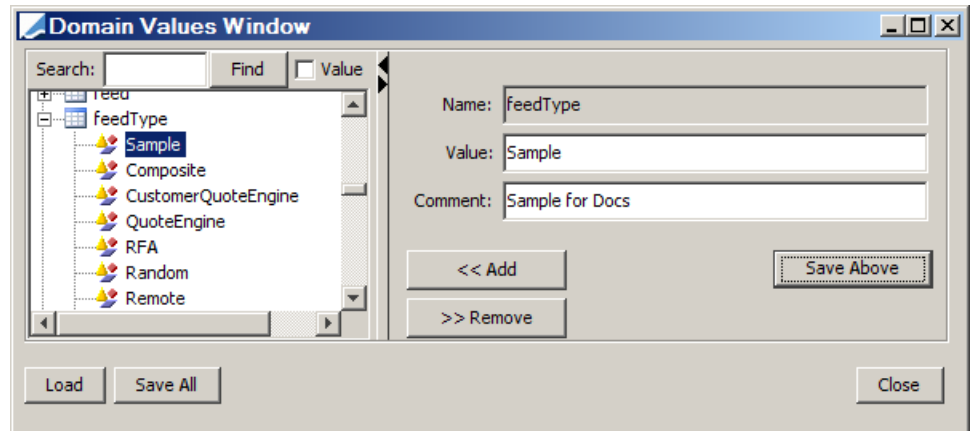 Domain Values Window
Search: Find Value
feed
feedType
Sample
Composite
CustomerQuoteEngine
QuoteEngine
RFA
Random
Remote
Name: feedType
Value: Sample
Comment: Sample for Docs
<< Add Save Above
>> Remove
Load Save All Close